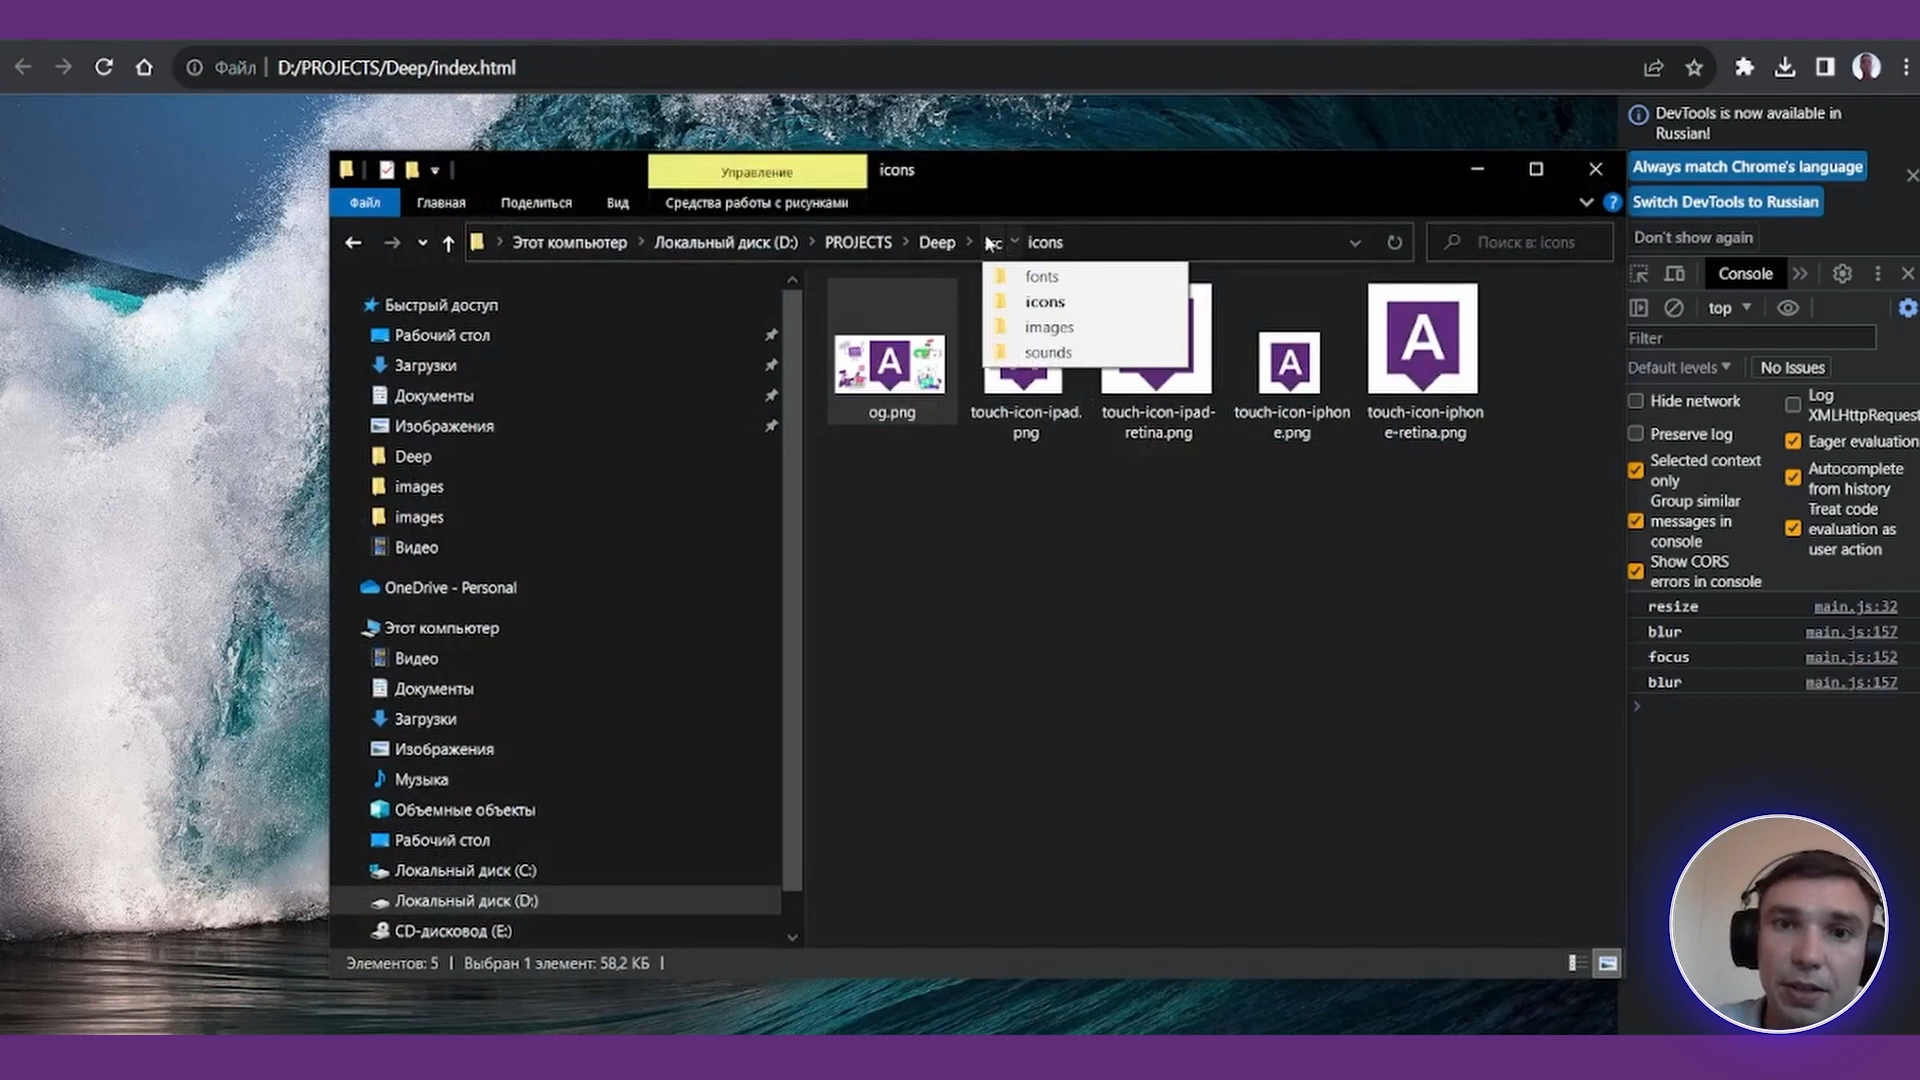 Файл
D:/PROJECTS/Deep/index.html
DevTools is now available in
Russian!
Always match Chrome's language
Switch DevTools to Russian
Don't show again
Управление
icons
Файл
Главная
Поделиться
Вид
Средства работы с рисунками
Этот компьютер
Локальный диск (D:)
PROJECTS
Deep
icons
Поиск в: icons
fonts
icons
images
sounds
Быстрый доступ
Рабочий стол
Загрузки
Документы
Изображения
Deep
images
images
Видео
OneDrive - Personal
Этот компьютер
Видео
Документы
Загрузки
Изображения
Музыка
Объемные объекты
Рабочий стол
Локальный диск (C:)
Локальный диск (D:)
CD-дисковод (E:)
A
A
A
og.png
touch-icon-ipad.
png
touch-icon-ipad-
retina.png
touch-icon-iphon
e.png
touch-icon-iphon
e-retina.png
Элементов: 5
Выбран 1 элемент: 58,2 КБ
Console
top
Filter
Default levels
No Issues
Hide network
Log
XMLHttpRequest
Preserve log
Eager evaluation
Selected context
only
Autocomplete
from history
Group similar
messages in
console
Treat code
evaluation as
user action
Show CORS
errors in console
resize main.js:32
blur main.js:157
focus main.js:152
blur main.js:157